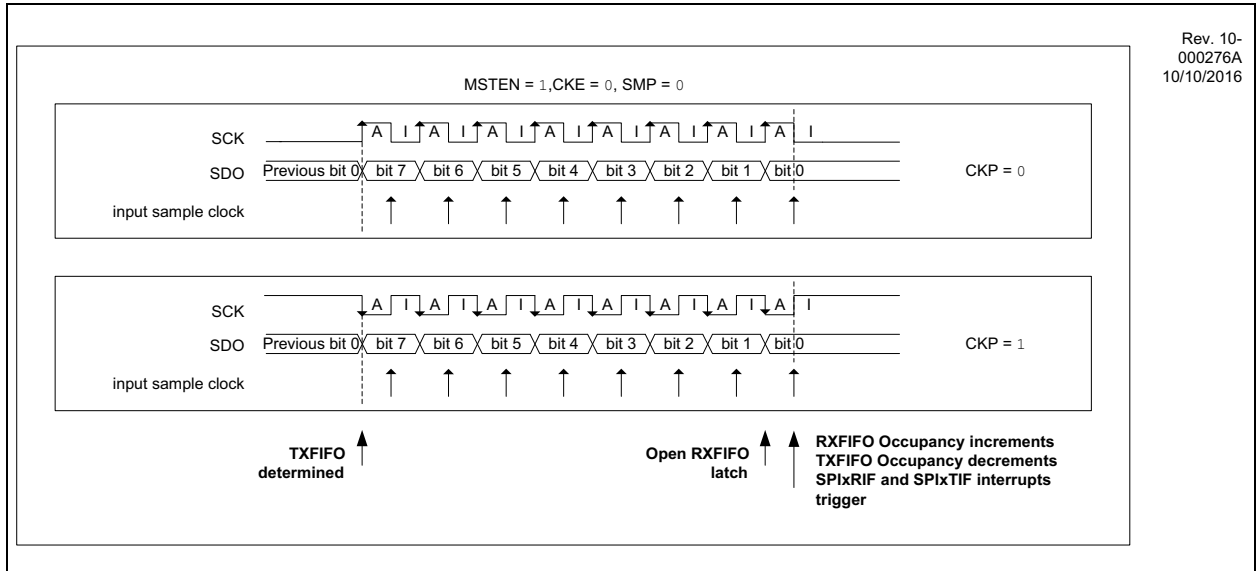 Rev. 10-
000276A
10/10/2016
MSTEN = 1,CKE = 0, SMP = 0
SCK A I A I A I A I A I A I A I A I
SDO Previous bit 0 bit 7 bit 6 bit 5 bit 4 bit 3 bit 2 bit 1 bit 0 CKP = 0
input sample clock
SCK A I A I A I A I A I A I A I A I
SDO Previous bit 0 bit 7 bit 6 bit 5 bit 4 bit 3 bit 2 bit 1 bit 0 CKP = 1
input sample clock
TXFIFO
determined
Open RXFIFO
latch
RXFIFO Occupancy increments
TXFIFO Occupancy decrements
SPIxRIF and SPIxTIF interrupts
trigger